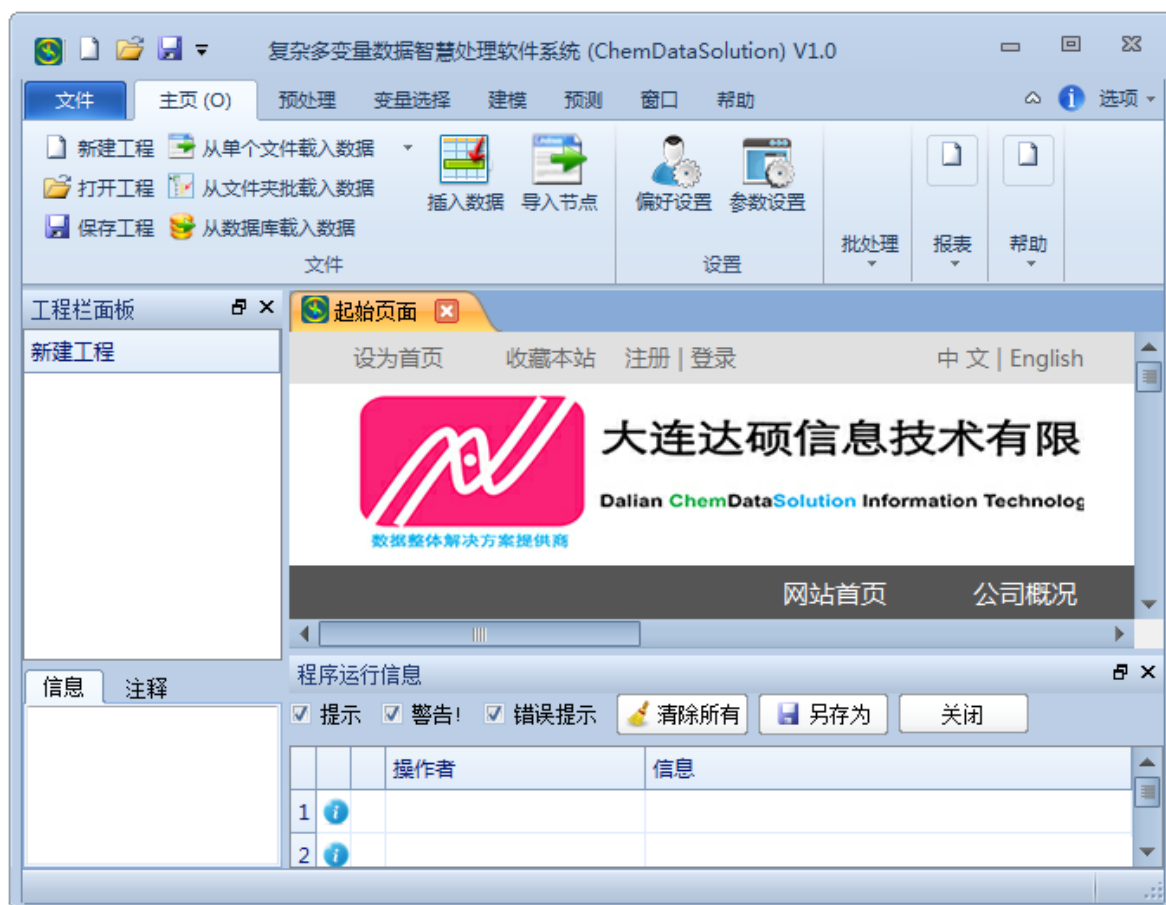 复杂多变量数据智慧处理软件系统 (ChemDataSolution) V1.0
文件 主页 (O) 预处理 变量选择 建模 预测 窗口 帮助 选项
新建工程 从单个文件载入数据
打开工程 从文件夹批载入数据
保存工程 从数据库载入数据
插入数据 导入节点 偏好设置 参数设置
批处理 报表 帮助
文件 设置
工程栏面板 起始页面
新建工程
设为首页 收藏本站 注册 | 登录 中 文 | English
大连达硕信息技术有限
Dalian ChemDataSolution Information Technolog
数据整体解决方案提供商
网站首页 公司概况
信息 注释
程序运行信息
提示 警告! 错误提示 清除所有 另存为 关闭
操作者 信息
1
2